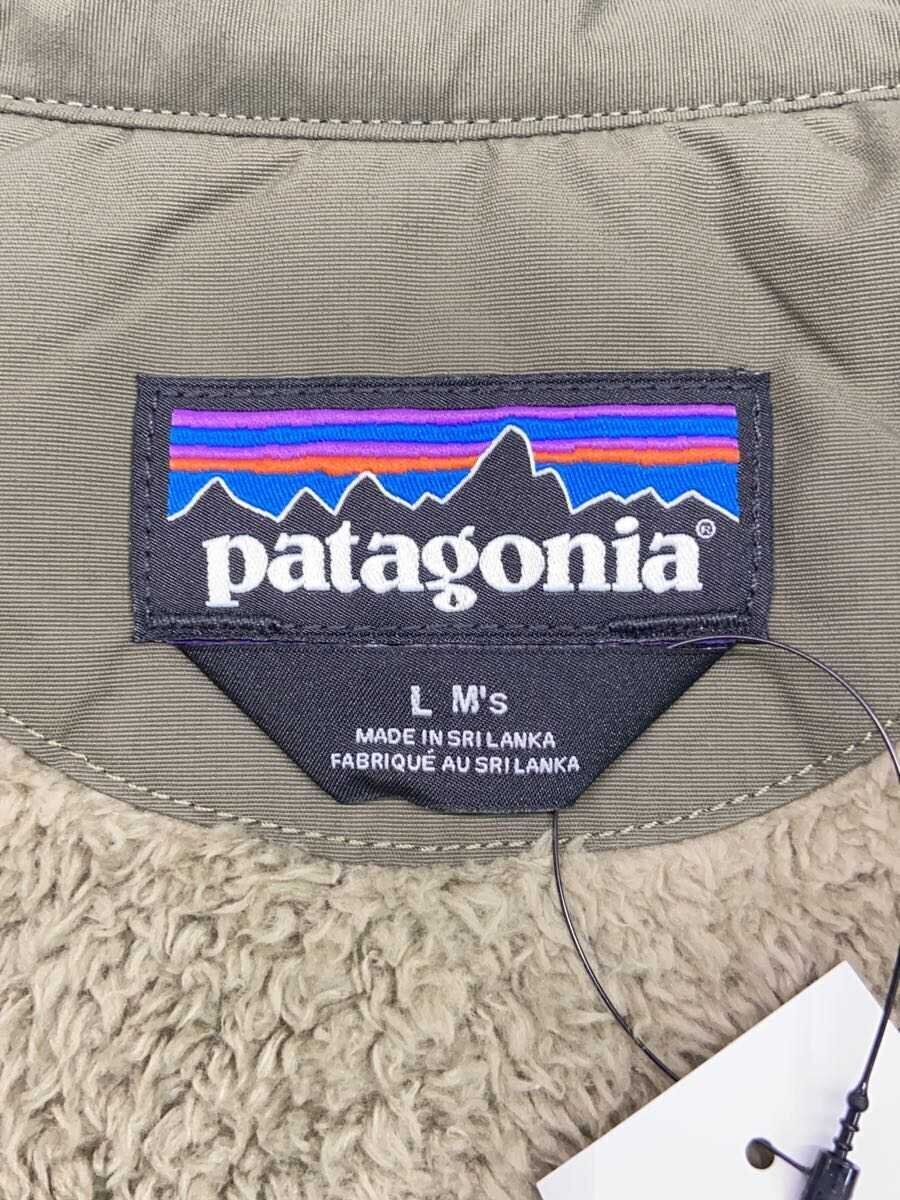 patagonia®
L M's
MADE IN SRI LANKA
FABRIQUÉ AU SRI LANKA